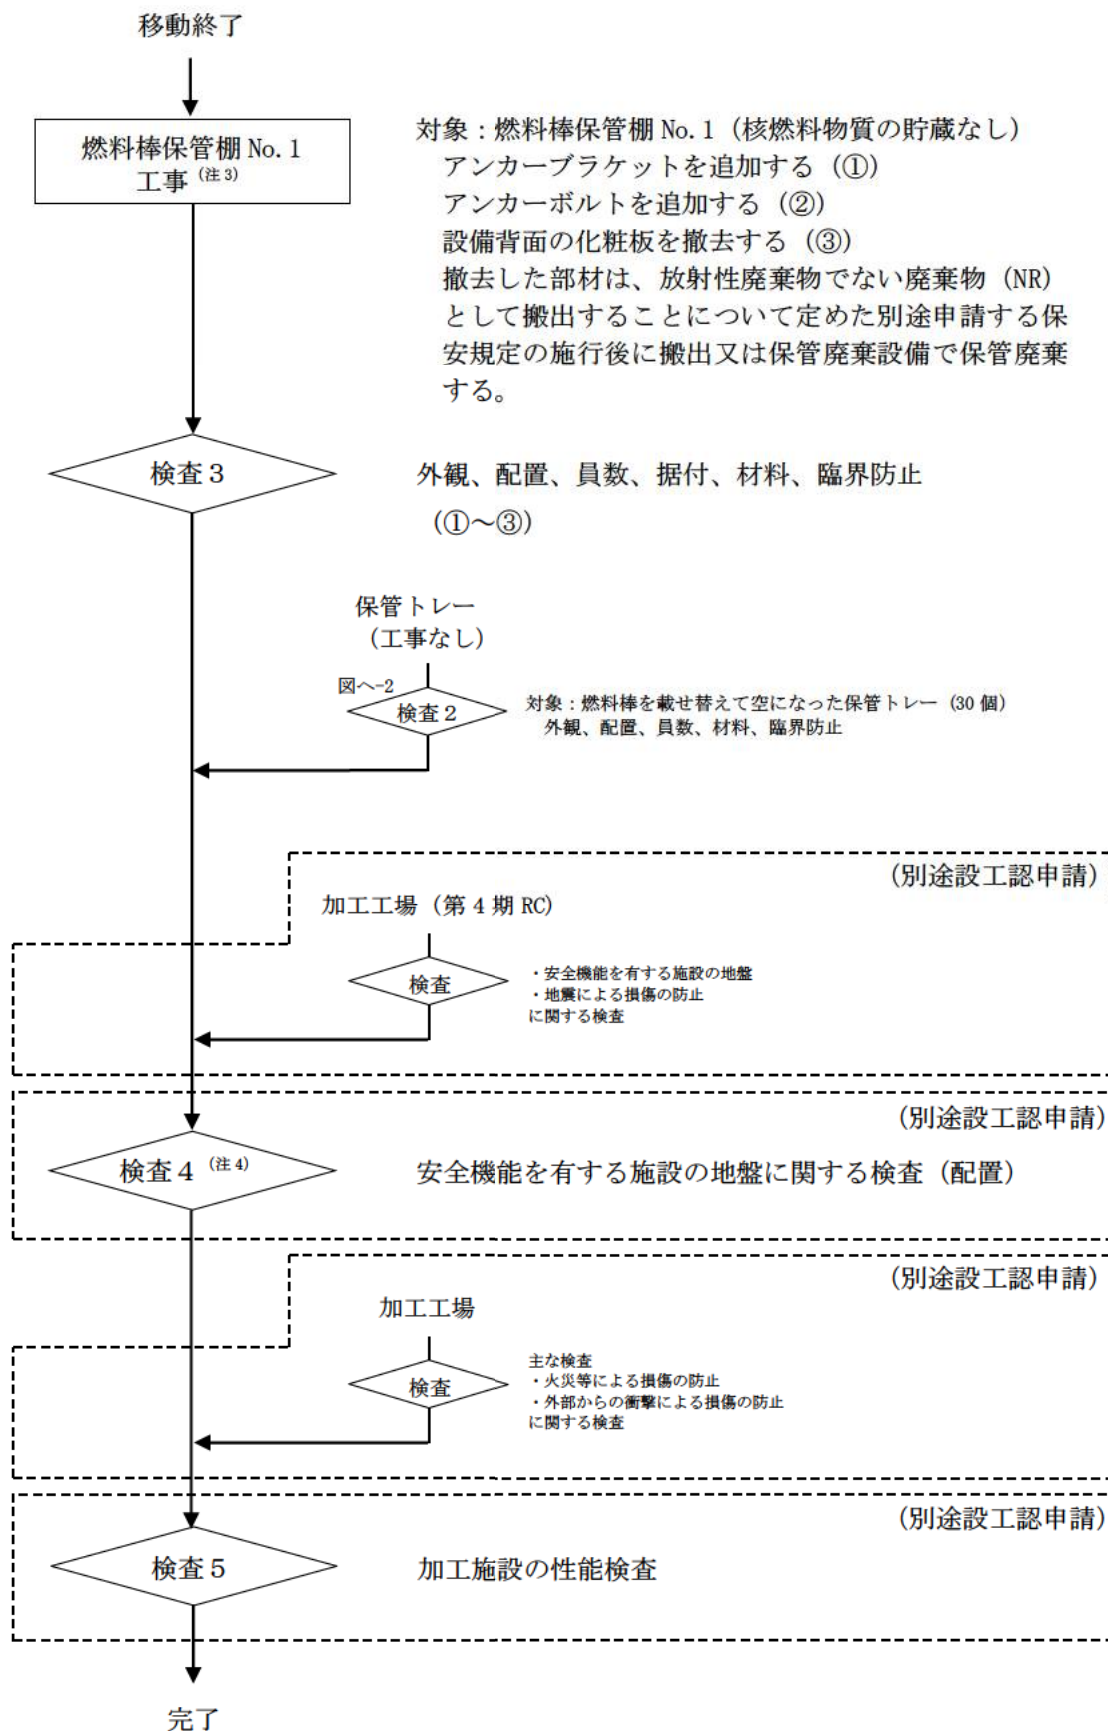 移動終了
燃料棒保管棚 No.1
工事 (注 3)
対象：燃料棒保管棚 No.1（核燃料物質の貯蔵なし）
アンカーブラケットを追加する（①）
アンカーボルトを追加する（②）
設備背面の化粧板を撤去する（③）
撤去した部材は、放射性廃棄物でない廃棄物（NR）
として搬出することについて定めた別途申請する保
安規定の施行後に搬出又は保管廃棄設備で保管廃棄
する。
検査３
外観、配置、員数、据付、材料、臨界防止
（①～③）
保管トレー
（工事なし）
図へ-2
検査２
対象：燃料棒を載せ替えて空になった保管トレー（30 個）
外観、配置、員数、材料、臨界防止
（別途設工認申請）
加工工場（第 4 期 RC）
検査
・安全機能を有する施設の地盤
・地震による損傷の防止
に関する検査
（別途設工認申請）
検査４ (注 4)
安全機能を有する施設の地盤に関する検査（配置）
（別途設工認申請）
加工工場
検査
主な検査
・火災等による損傷の防止
・外部からの衝撃による損傷の防止
に関する検査
（別途設工認申請）
検査５
加工施設の性能検査
完了